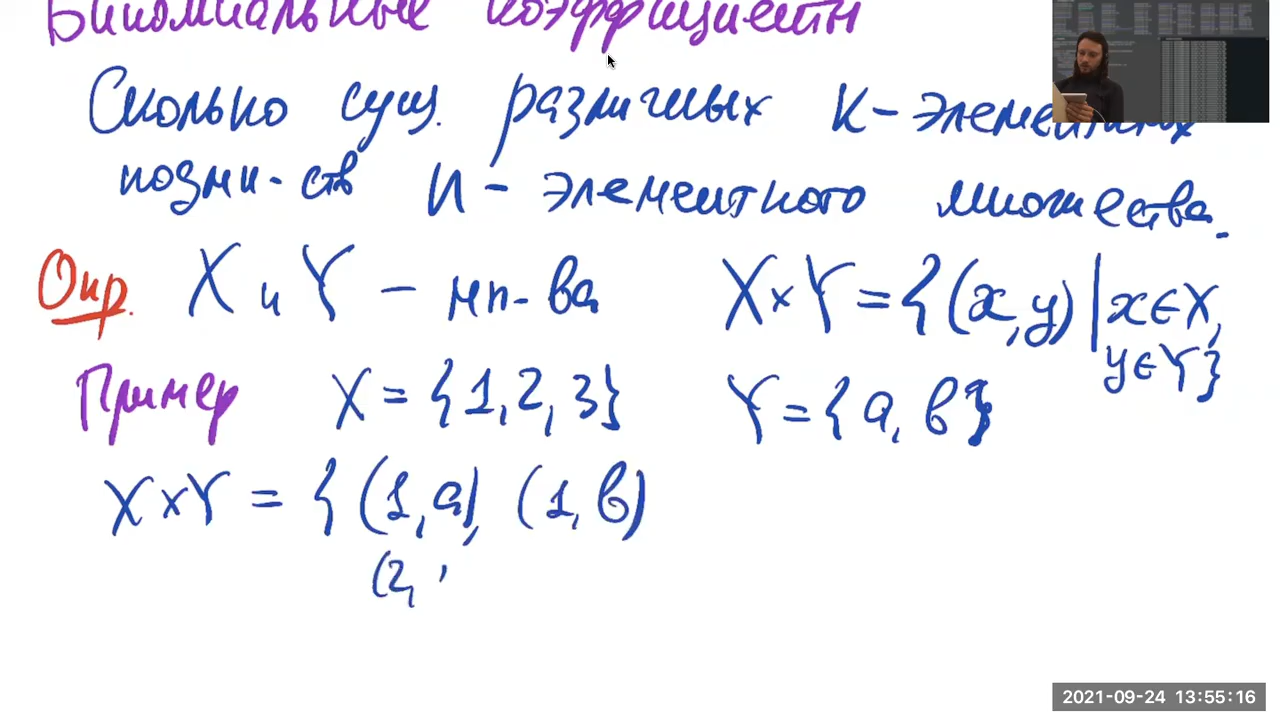 Биномиальные коэффициенты
Сколько сущ. различных к-элементных
подмн-ств n-элементного множества.
Опр. X и Y - мн-ва X×Y = {(x,y) | x∈X,
y∈Y}
Пример X = {1,2,3} Y = {a, b}
X×Y = {(1,a), (1,b)
(2,
2021-09-24 13:55:16